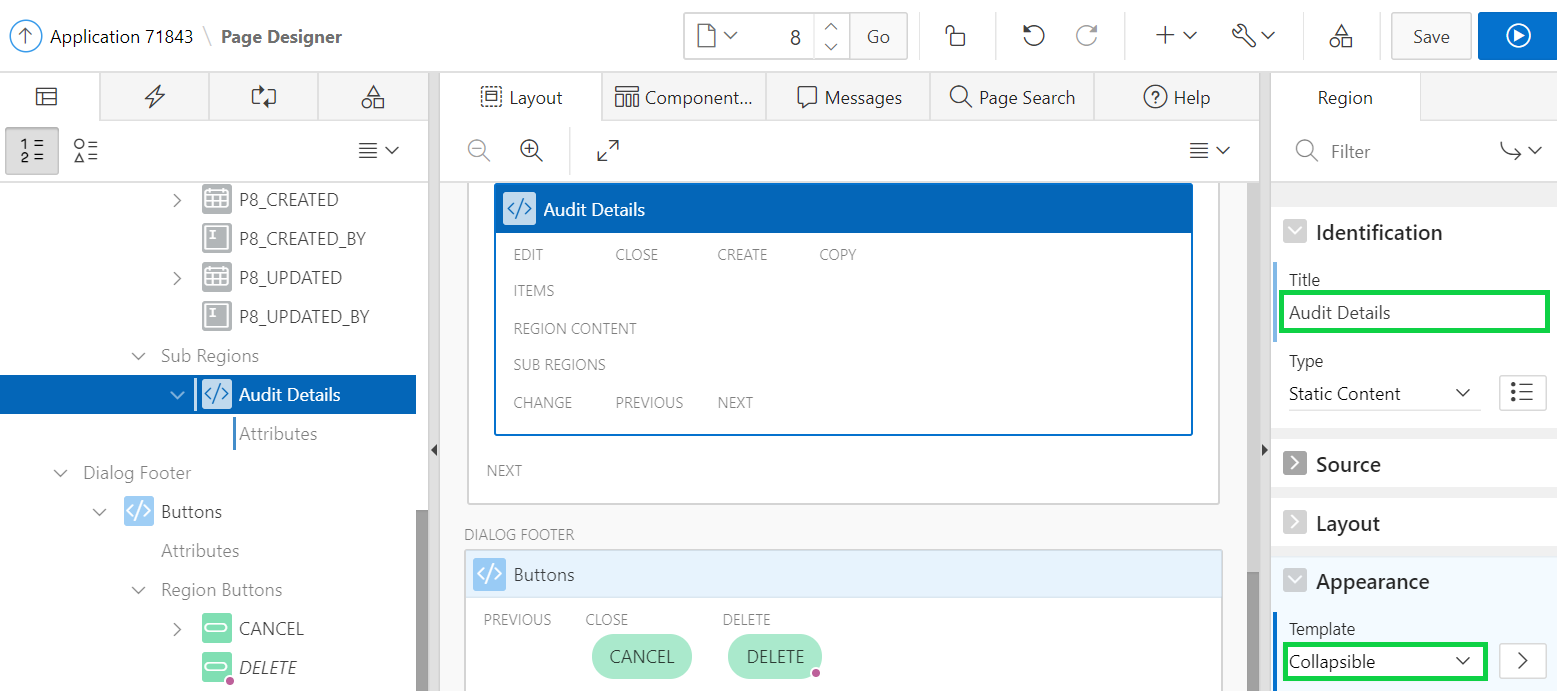 Application 71843 \ Page Designer
8
Go
Save
Layout
Component...
Messages
Page Search
? Help
Region
1 =
2 =
Filter
P8_CREATED
P8_CREATED_BY
P8_UPDATED
P8_UPDATED_BY
Sub Regions
</> Audit Details
Attributes
Dialog Footer
</> Buttons
Attributes
Region Buttons
CANCEL
DELETE
</> Audit Details
EDIT CLOSE CREATE COPY
ITEMS
REGION CONTENT
SUB REGIONS
CHANGE PREVIOUS NEXT
NEXT
DIALOG FOOTER
</> Buttons
PREVIOUS CLOSE DELETE
CANCEL DELETE
Identification
Title
Audit Details
Type
Static Content
Source
Layout
Appearance
Template
Collapsible